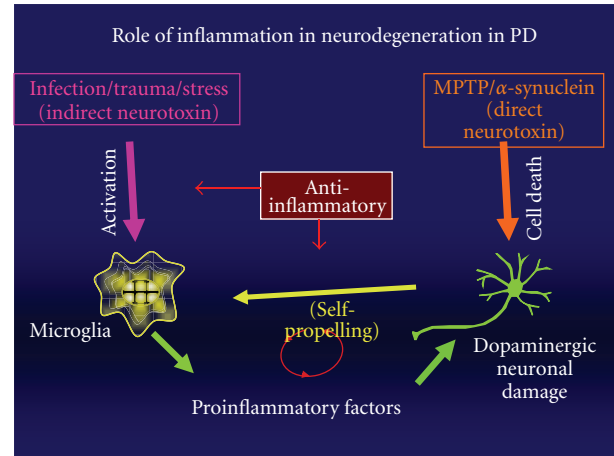 Role of inflammation in neurodegeneration in PD
Infection/trauma/stress
(indirect neurotoxin)
MPTP/α-synuclein
(direct
neurotoxin)
Activation
Anti-
inflammatory
Cell death
(Self-
propelling)
Microglia
Dopaminergic
neuronal
damage
Proinflammatory factors